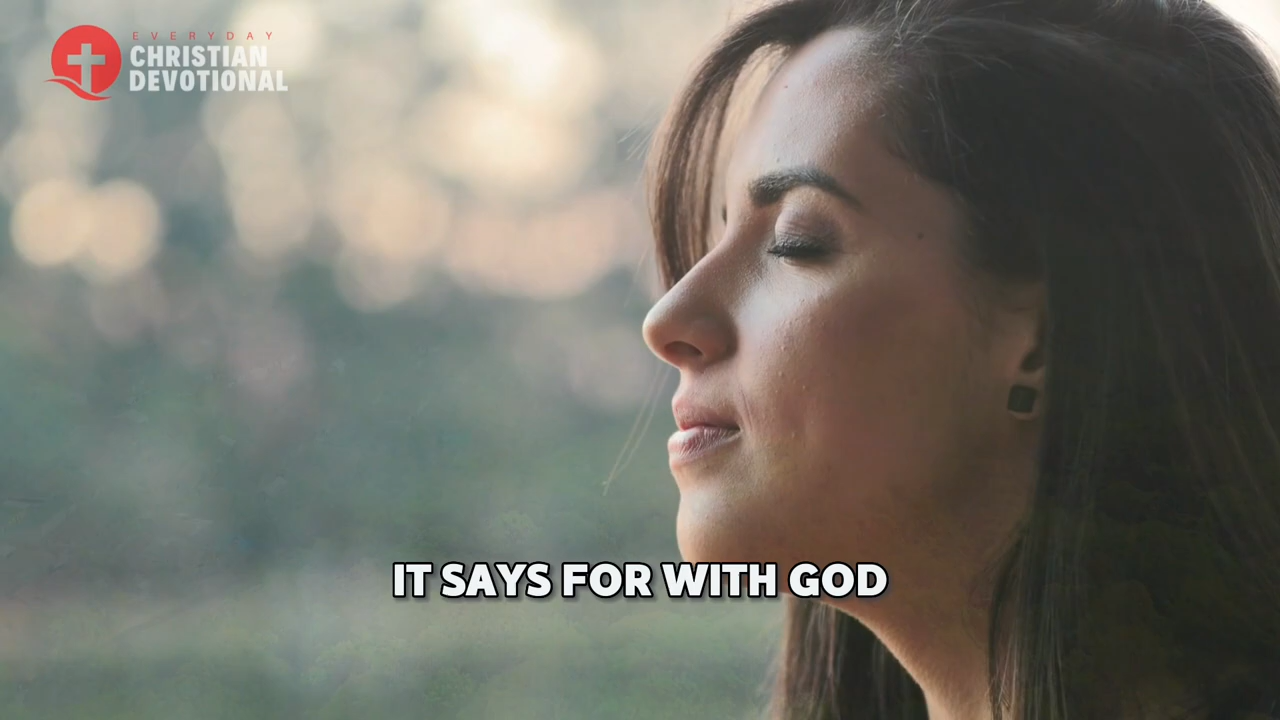 EVERYDAY
CHRISTIAN
DEVOTIONAL
IT SAYS FOR WITH GOD